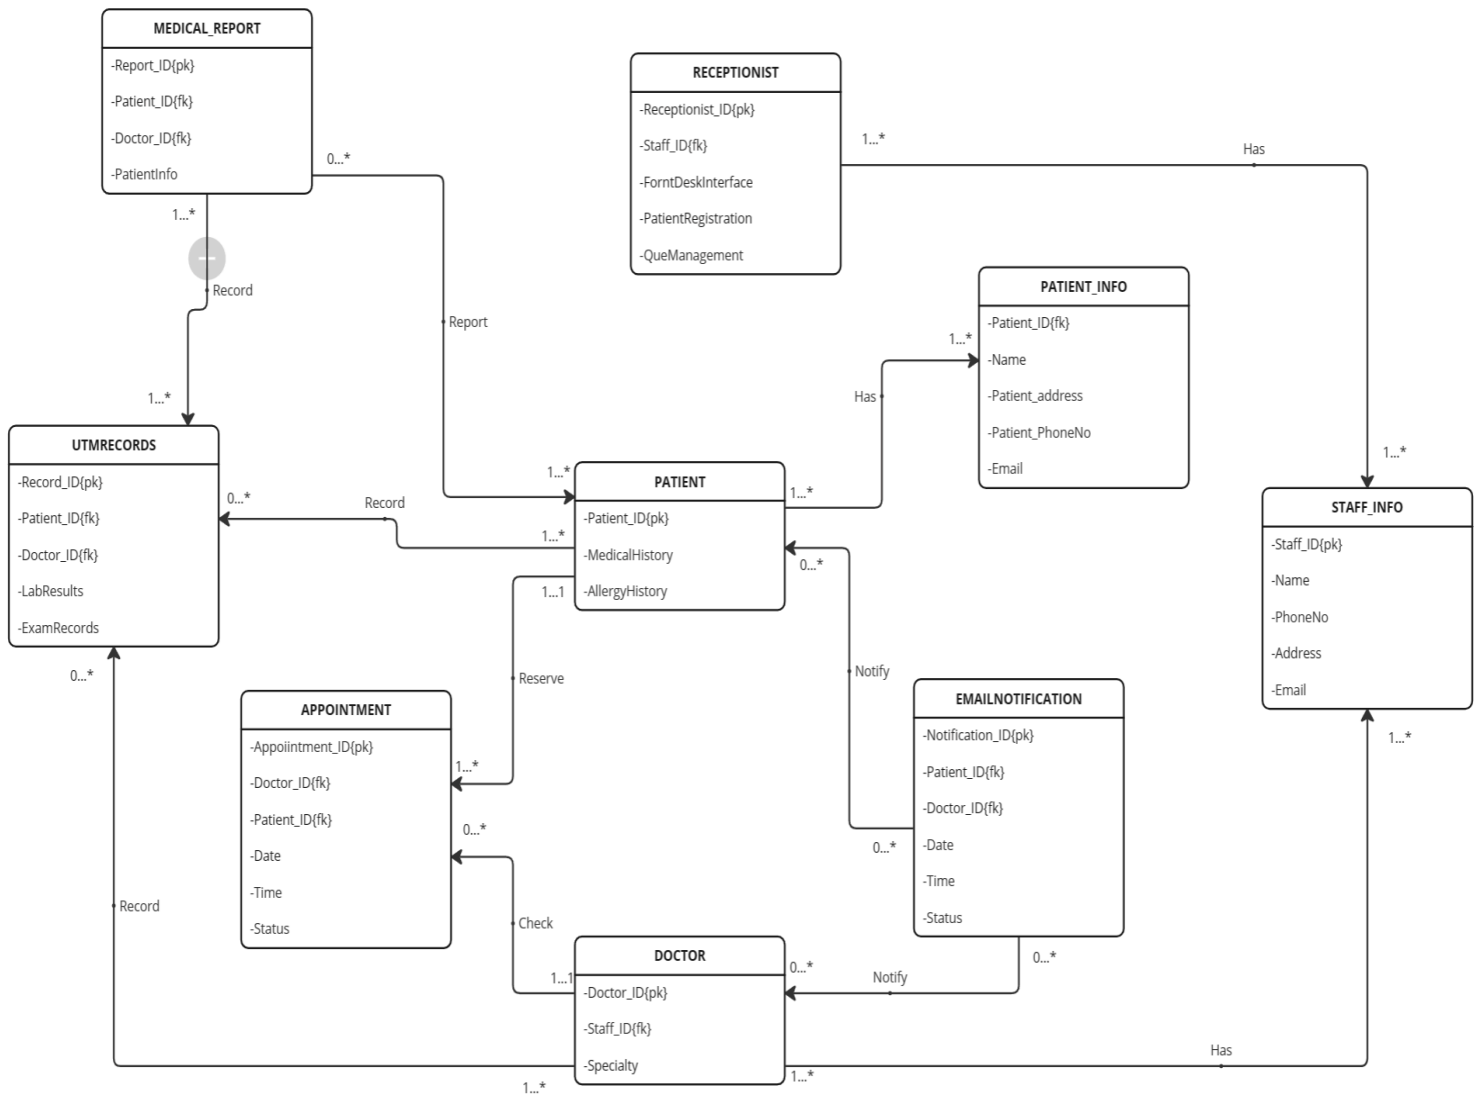 MEDICAL_REPORT
-Report_ID{pk}
-Patient_ID{fk}
-Doctor_ID{fk}
-PatientInfo
0...*
1...*
Record
Report
1...*
RECEPTIONIST
-Receptionist_ID{pk}
-Staff_ID{fk}
-ForntDeskInterface
-PatientRegistration
-QueManagement
1...*
Has
PATIENT_INFO
-Patient_ID{fk}
-Name
-Patient_address
-Patient_PhoneNo
-Email
1...*
Has
1...*
UTMRECORDS
-Record_ID{pk}
-Patient_ID{fk}
-Doctor_ID{fk}
-LabResults
-ExamRecords
0...*
Record
1...*
1...*
1...1
PATIENT
-Patient_ID{pk}
-MedicalHistory
-AllergyHistory
1...*
0...*
STAFF_INFO
-Staff_ID{pk}
-Name
-PhoneNo
-Address
-Email
1...*
0...*
Reserve
Notify
APPOINTMENT
-Appoiintment_ID{pk}
-Doctor_ID{fk}
-Patient_ID{fk}
-Date
-Time
-Status
1...*
0...*
EMAILNOTIFICATION
-Notification_ID{pk}
-Patient_ID{fk}
-Doctor_ID{fk}
-Date
-Time
-Status
0...*
0...*
Record
Check
1...1
DOCTOR
-Doctor_ID{pk}
-Staff_ID{fk}
-Specialty
0...*
Notify
1...*
1...*
Has